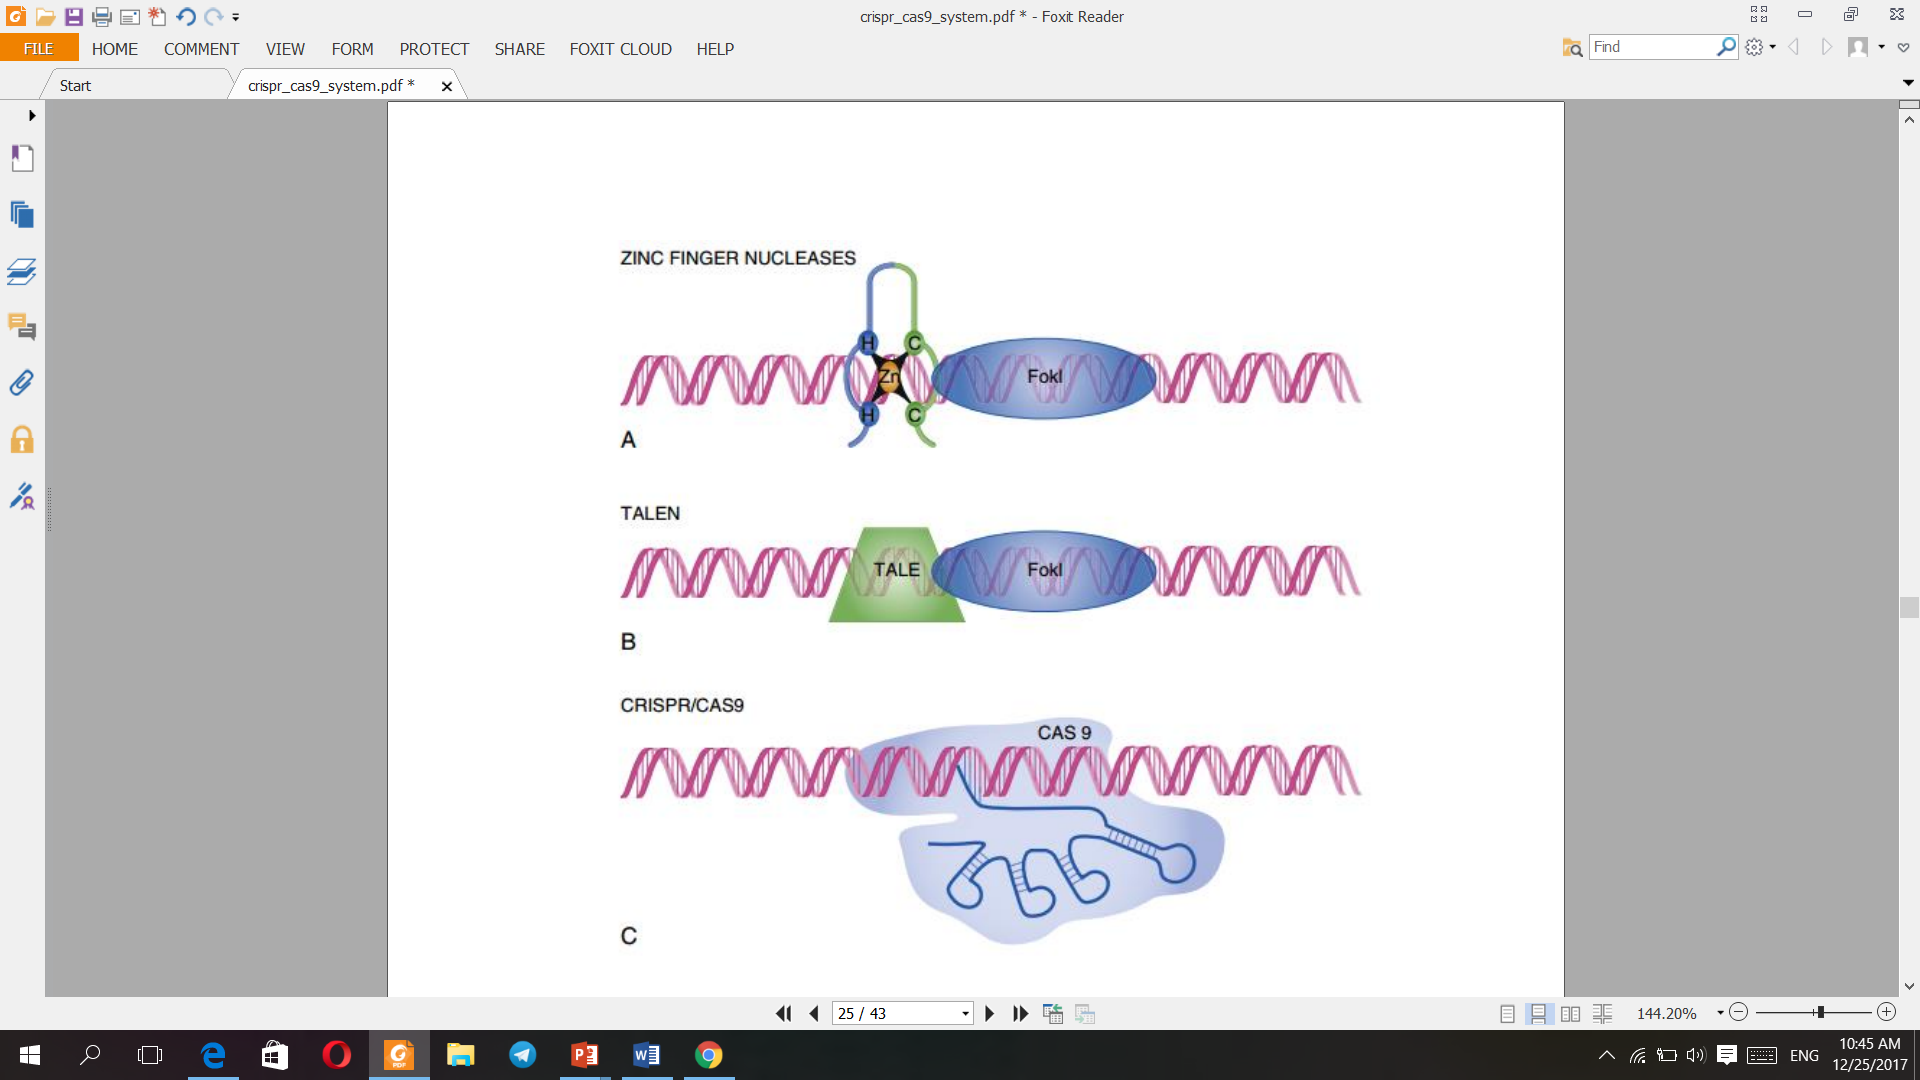 crispr_cas9_system.pdf * - Foxit Reader
FILE HOME COMMENT VIEW FORM PROTECT SHARE FOXIT CLOUD HELP
Find
Start
crispr_cas9_system.pdf *
ZINC FINGER NUCLEASES
H C
Zn
FokI
H C
A
TALEN
TALE FokI
B
CRISPR/CAS9
CAS 9
C
25 / 43
144.20%
ENG
10:45 AM
12/25/2017